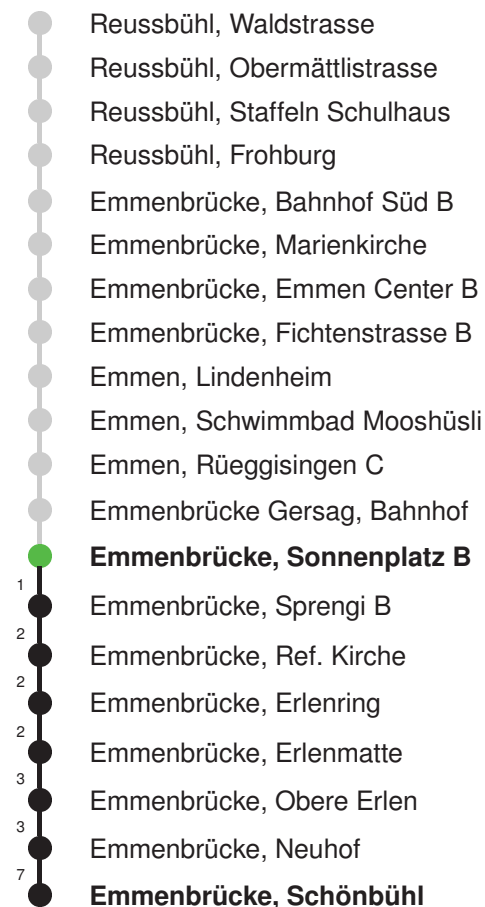 Reussbühl, Waldstrasse
Reussbühl, Obermättlistrasse
Reussbühl, Staffeln Schulhaus
Reussbühl, Frohburg
Emmenbrücke, Bahnhof Süd B
Emmenbrücke, Marienkirche
Emmenbrücke, Emmen Center B
Emmenbrücke, Fichtenstrasse B
Emmen, Lindenheim
Emmen, Schwimmbad Mooshüsli
Emmen, Rüeggisingen C
Emmenbrücke Gersag, Bahnhof
Emmenbrücke, Sonnenplatz B
1 Emmenbrücke, Sprengi B
2 Emmenbrücke, Ref. Kirche
2 Emmenbrücke, Erlenring
2 Emmenbrücke, Erlenmatte
3 Emmenbrücke, Obere Erlen
3 Emmenbrücke, Neuhof
7 Emmenbrücke, Schönbühl